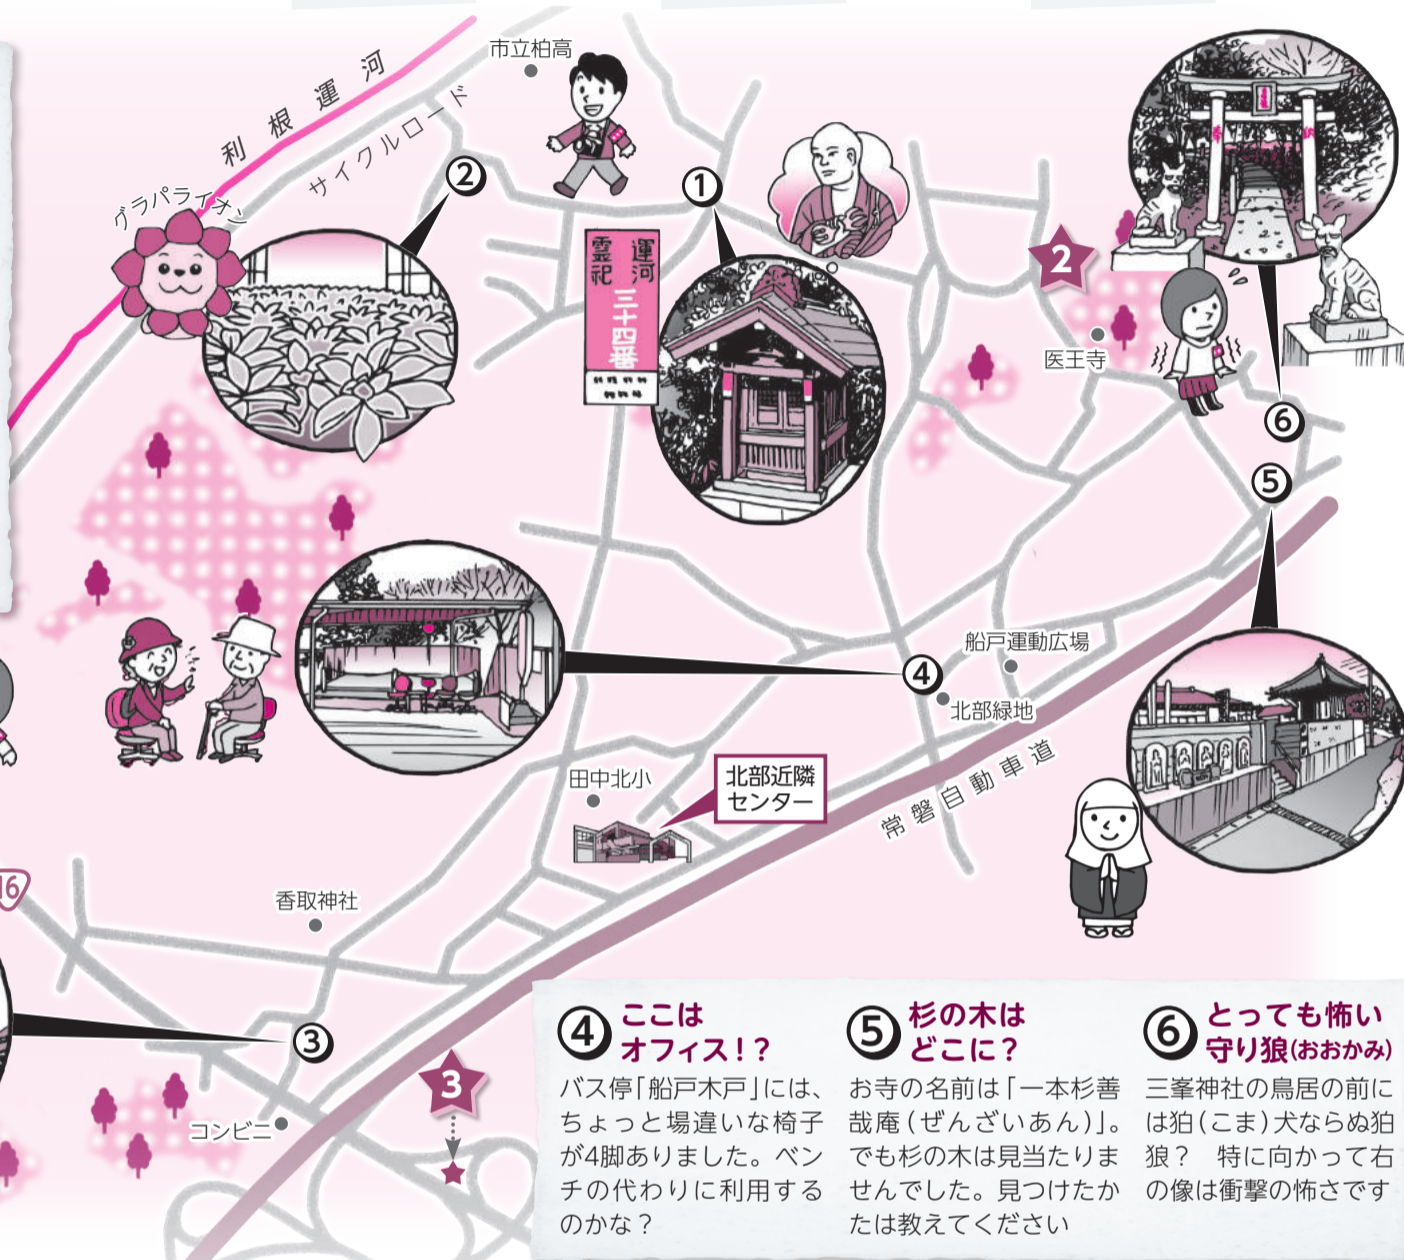 市立柏高
利根運河
サイクルロード
グラパライオン
②
①
運河
霊祀
三十四番
2
医王寺
⑥
⑤
船戸運動広場
④
北部緑地
田中北小
北部近隣
センター
常磐自動車道
16
香取神社
③
コンビニ
3
④ ここは
オフィス!?
バス停「船戸木戸」には、
ちょっと場違いな椅子
が4脚ありました。ベン
チの代わりに利用する
のかな?
⑤ 杉の木は
どこに?
お寺の名前は「一本杉善
哉庵(ぜんざいあん)」。
でも杉の木は見当たりま
せんでした。見つけたか
たは教えてください
⑥ とっても怖い
守り狼(おおかみ)
三峯神社の鳥居の前に
は狛(こま)犬ならぬ狛
狼? 特に向かって右
の像は衝撃の怖さです